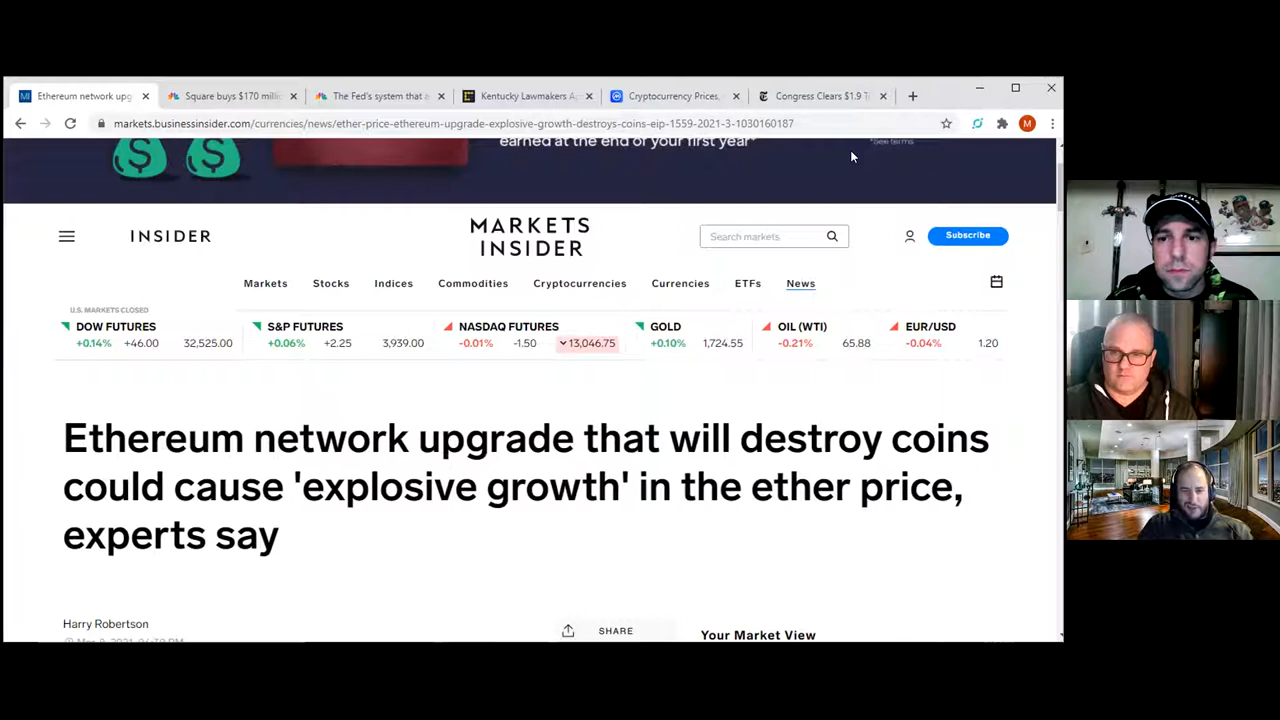 Ethereum network upg
Square buys $170 milli
The Fed's system that a
Kentucky Lawmakers A
Cryptocurrency Prices,
Congress Clears $1.9 T
markets.businessinsider.com/currencies/news/ether-price-ethereum-upgrade-explosive-growth-destroys-coins-eip-1559-2021-3-1030160187
M
earned at the end of your first year*
*See terms
INSIDER
MARKETS
INSIDER
Search markets
Subscribe
Markets Stocks Indices Commodities Cryptocurrencies Currencies ETFs News
U.S. MARKETS CLOSED
DOW FUTURES
+0.14% +46.00 32,525.00
S&P FUTURES
+0.06% +2.25 3,939.00
NASDAQ FUTURES
-0.01% -1.50 13,046.75
GOLD
+0.10% 1,724.55
OIL (WTI)
-0.21% 65.88
EUR/USD
-0.04% 1.20
Ethereum network upgrade that will destroy coins
could cause 'explosive growth' in the ether price,
experts say
Harry Robertson
SHARE
Your Market View